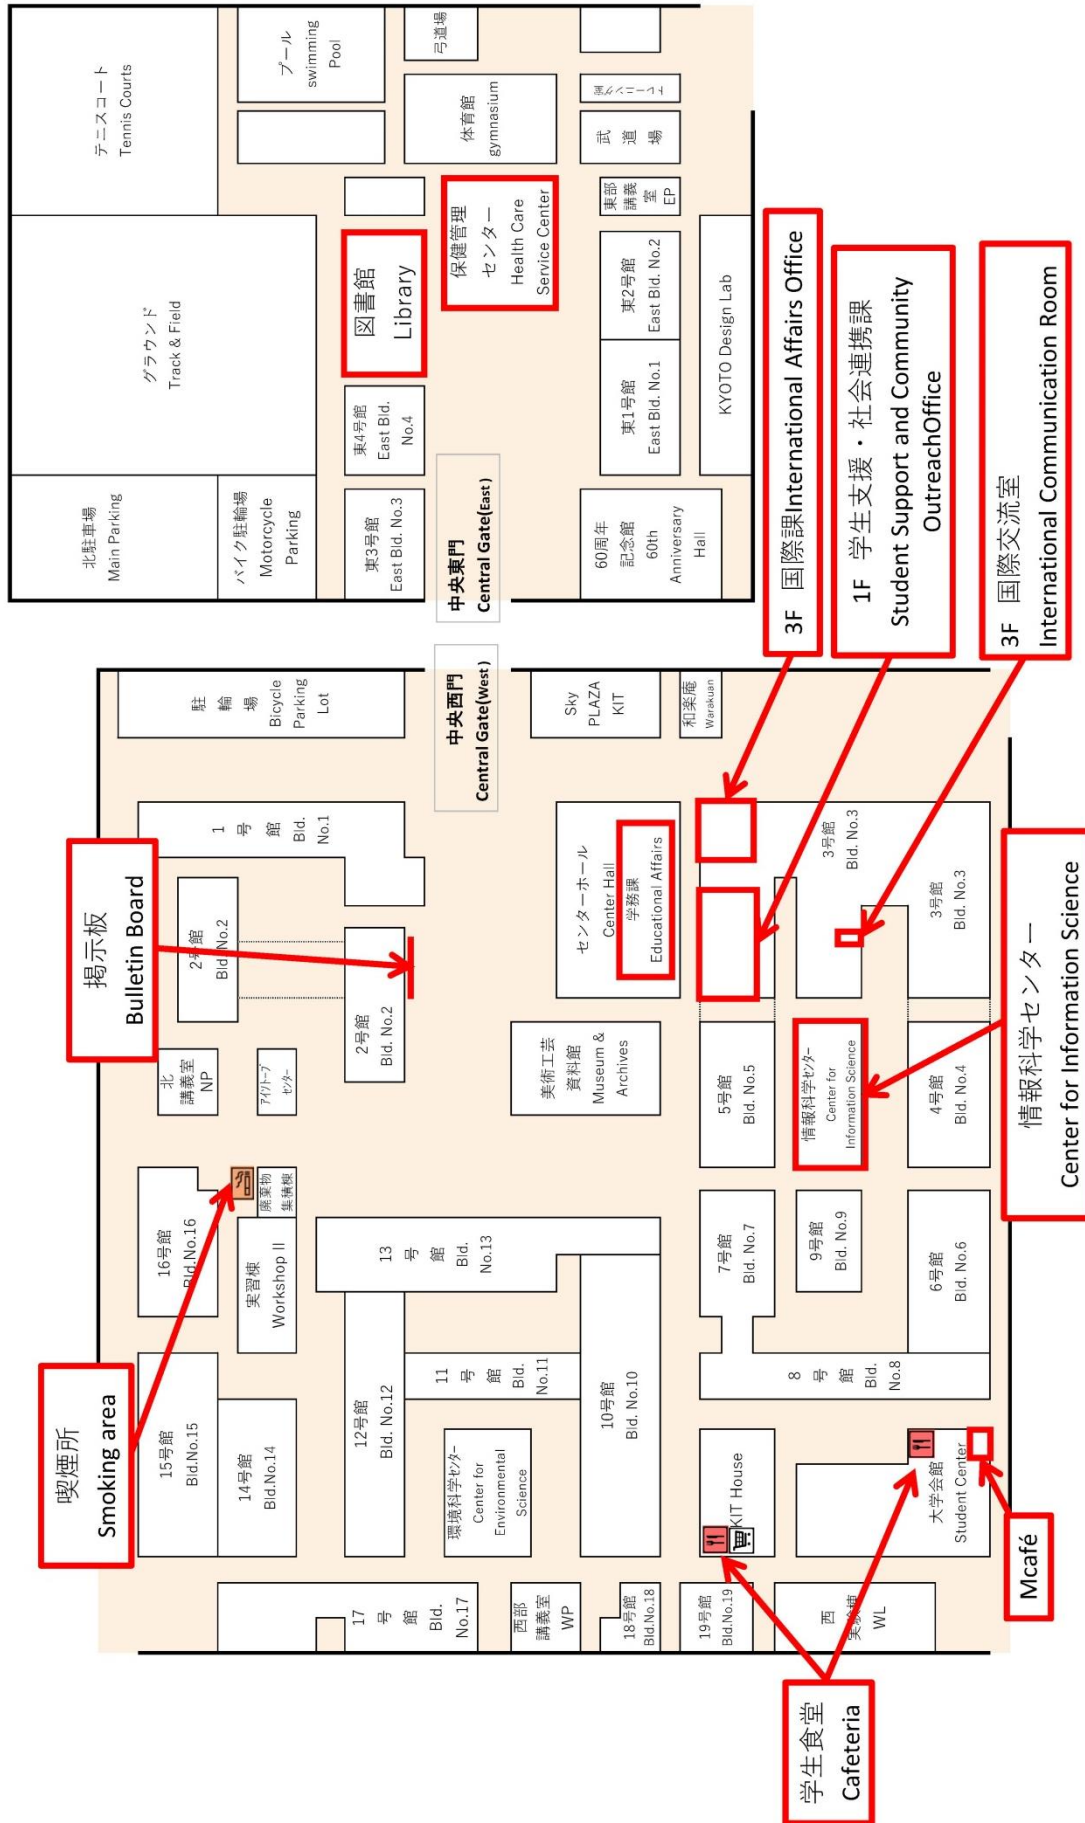 喫煙所
Smoking area
掲示板
Bulletin Board
北駐車場
Main Parking
グラウンド
Track & Field
テニスコート
Tennis Courts
バイク駐輪場
Motorcycle
Parking
プール
swimming
Pool
東3号館
East Bld. No.3
東4号館
East Bld.
No.4
図書館
Library
弓道場
体育館
gymnasium
保健管理
センター
Health Care
Service Center
中央東門
Central Gate(East)
60周年
記念館
60th
Anniversary
Hall
東1号館
East Bld. No.1
東2号館
East Bld. No.2
東部
講義
室
EP
武
道
場
トレーニング室
KYOTO Design Lab
駐
輪
場
Bicycle
Parking
Lot
中央西門
Central Gate(West)
Sky
PLAZA
KIT
和楽庵
Warakuan
1
号
館
Bld.
No.1
2号館
Bld. No.2
2号館
Bld. No.2
北
講義室
NP
アイソトープ
センター
16号館
Bld.No.16
廃棄物
集積棟
実習棟
Workshop II
15号館
Bld.No.15
14号館
Bld.No.14
17
号
館
Bld.
No.17
12号館
Bld. No.12
13
号
館
Bld.
No.13
11
号
館
Bld.
No.11
環境科学センター
Center for
Environmental
Science
西部
講義室
WP
10号館
Bld. No.10
18号館
Bld.No.18
19号館
Bld.No.19
美術工芸
資料館
Museum &
Archives
センターホール
Center Hall
学務課
Educational Affairs
KIT House
7号館
Bld. No.7
5号館
Bld. No.5
3号館
Bld. No.3
8
号
館
Bld.
No.8
9号館
Bld. No.9
情報科学センター
Center for
Information Science
西
実験棟
WL
大学会館
Student Center
6号館
Bld. No.6
4号館
Bld. No.4
3号館
Bld. No.3
3F 国際課International Affairs Office
1F 学生支援・社会連携課
Student Support and Community
OutreachOffice
3F 国際交流室
International Communication Room
学生食堂
Cafeteria
Mcafé
情報科学センター
Center for Information Science